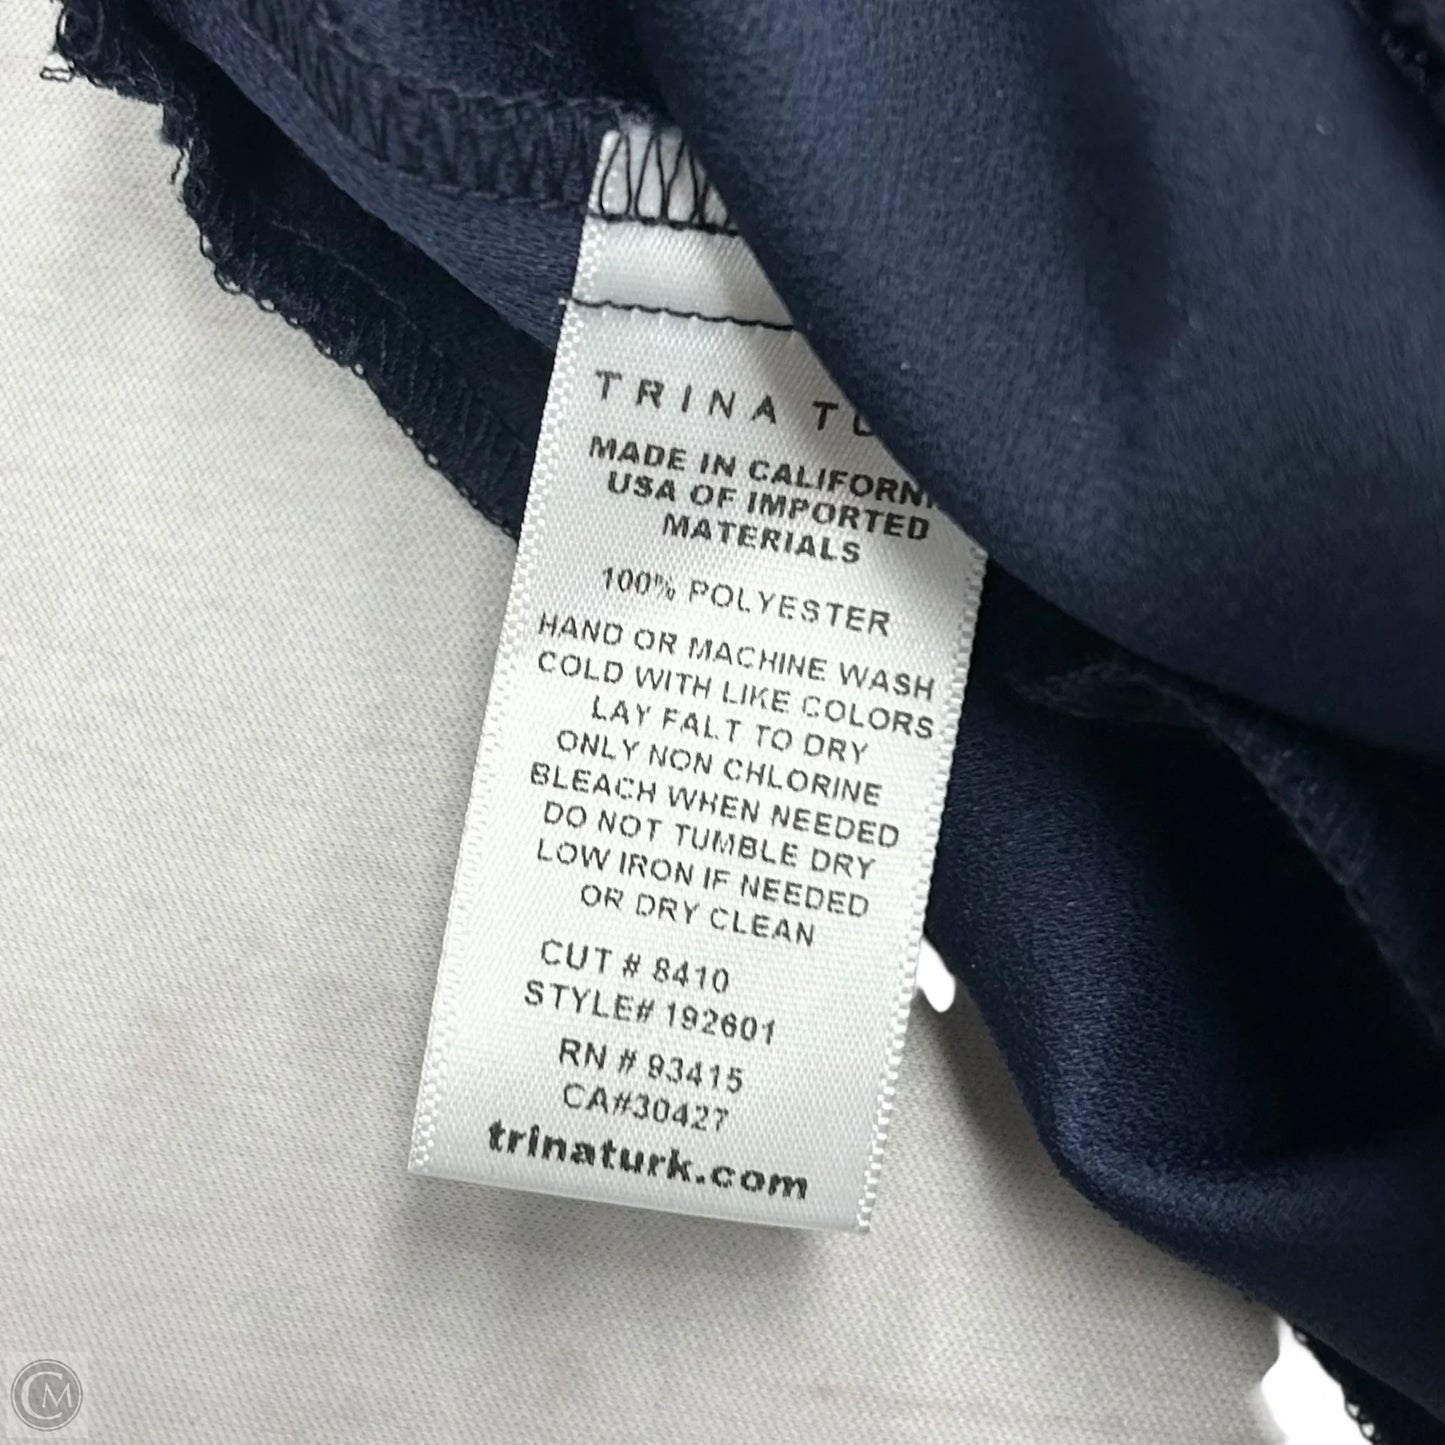 TRINA TU
MADE IN CALIFORNI
USA OF IMPORTED
MATERIALS
100% POLYESTER
HAND OR MACHINE WASH
COLD WITH LIKE COLORS
LAY FALT TO DRY
ONLY NON CHLORINE
BLEACH WHEN NEEDED
DO NOT TUMBLE DRY
LOW IRON IF NEEDED
OR DRY CLEAN
CUT # 8410
STYLE# 192601
RN # 93415
CA#30427
trinaturk.com
CM